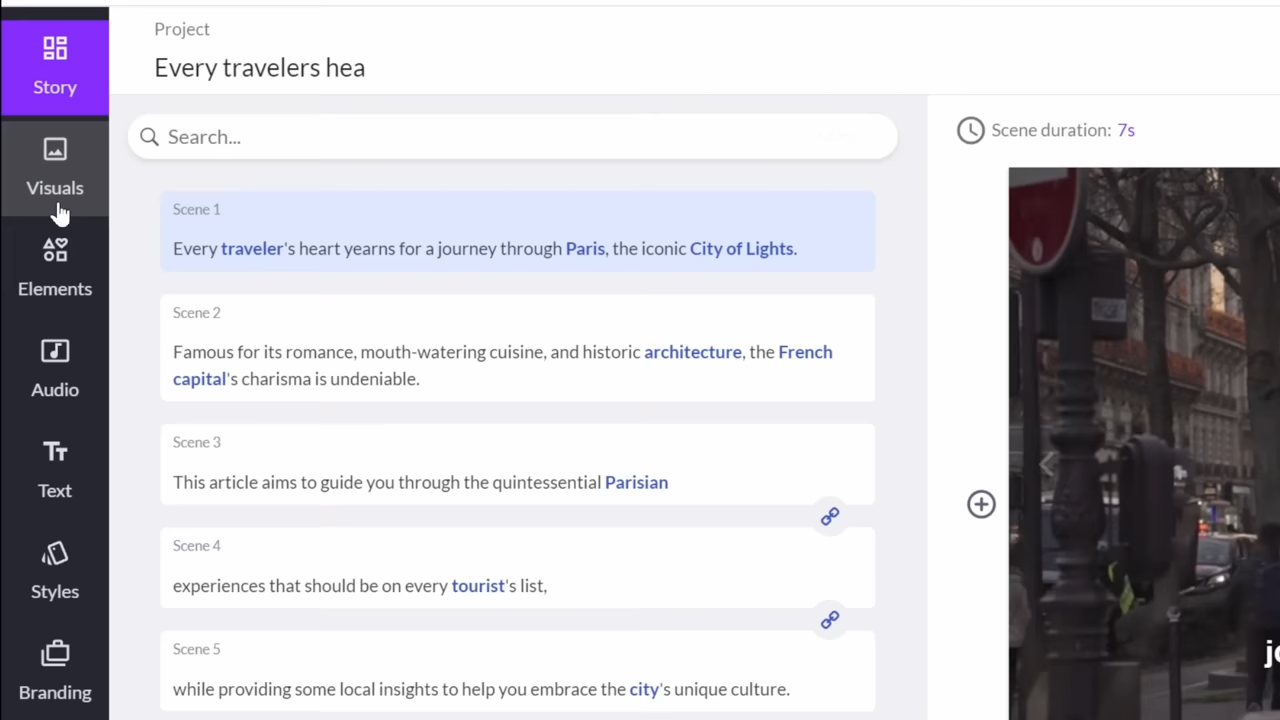 Story
Visuals
Elements
Audio
Text
Styles
Branding
Project
Every travelers hea
Search...
Scene 1
Every traveler's heart yearns for a journey through Paris, the iconic City of Lights.
Scene 2
Famous for its romance, mouth-watering cuisine, and historic architecture, the French
capital's charisma is undeniable.
Scene 3
This article aims to guide you through the quintessential Parisian
Scene 4
experiences that should be on every tourist's list,
Scene 5
while providing some local insights to help you embrace the city's unique culture.
Scene duration: 7s